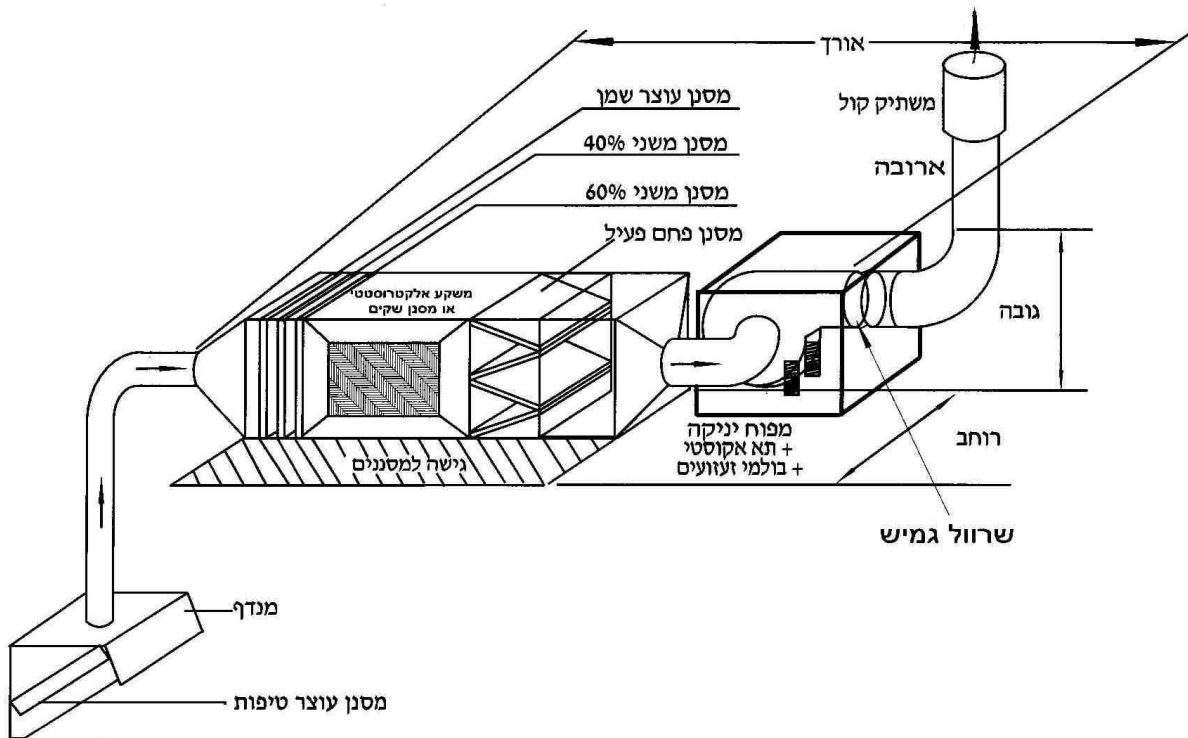 אורך
משתיק קול
ארובה
מסנן עוצר שמן
מסנן משני 40%
מסנן משני 60%
מסנן פחם פעיל
משקע אלקטרוסטטי
או מסנן שקים
גובה
רוחב
מפוח יניקה
+ תא אקוסטי
+ בולמי זעזועים
גישה למסננים
שרוול גמיש
מנדף
מסנן עוצר טיפות